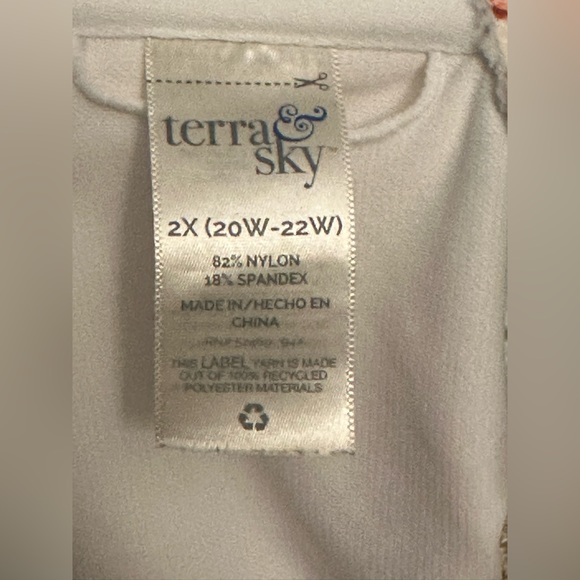 terra & sky™
2X (20W-22W)
82% NYLON
18% SPANDEX
MADE IN/HECHO EN
CHINA
THIS LABEL YARN IS MADE
OUT OF 100% RECYCLED
POLYESTER MATERIALS